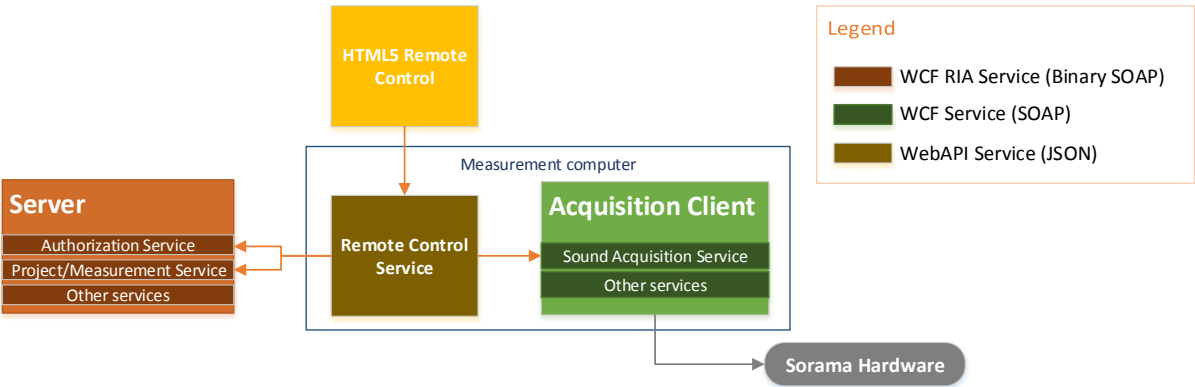 HTML5 Remote
Control
Legend
WCF RIA Service (Binary SOAP)
WCF Service (SOAP)
WebAPI Service (JSON)
Measurement computer
Server
Authorization Service
Project/Measurement Service
Other services
Remote Control
Service
Acquisition Client
Sound Acquisition Service
Other services
Sorama Hardware